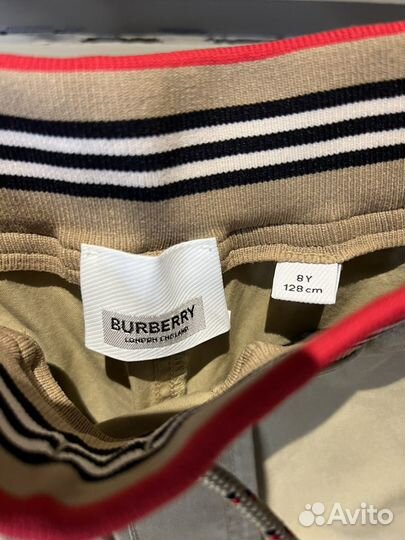 BURBERRY
LONDON ENGLAND
8Y
128 cm
Avito